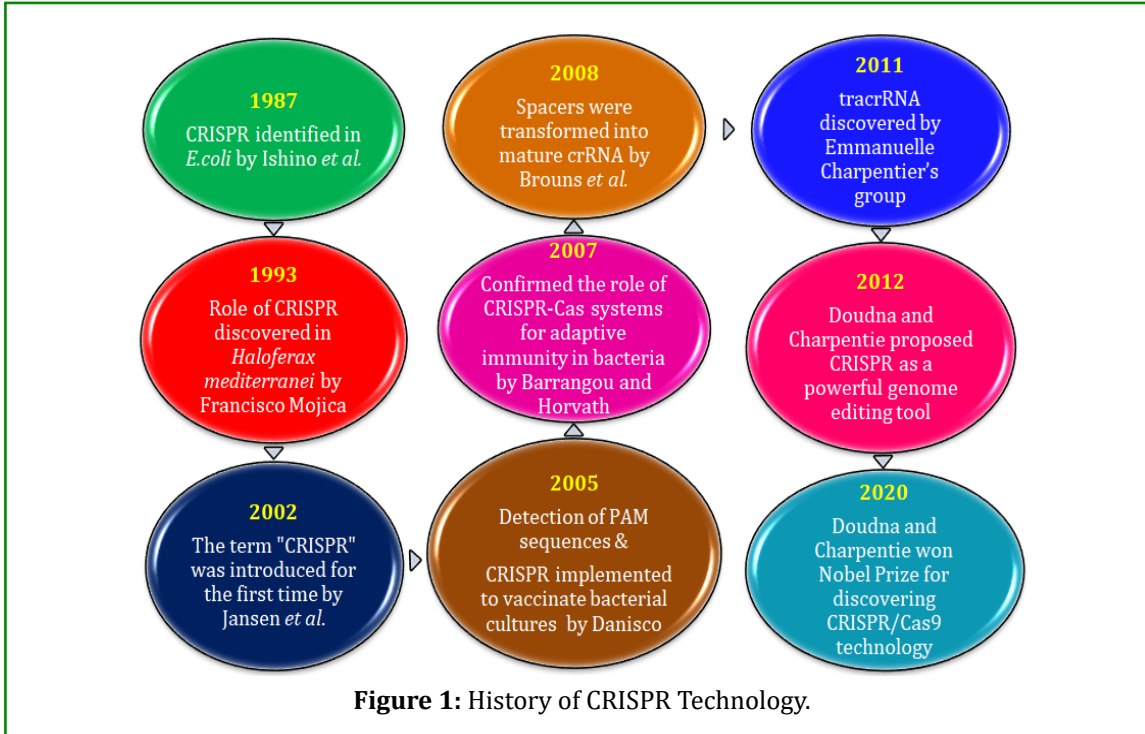 1987
CRISPR identified in
E.coli by Ishino et al.
1993
Role of CRISPR
discovered in
Haloferax
mediterranei by
Francisco Mojica
2002
The term "CRISPR"
was introduced for
the first time by
Jansen et al.
2005
Detection of PAM
sequences &
CRISPR implemented
to vaccinate bacterial
cultures by Danisco
2007
Confirmed the role of
CRISPR-Cas systems
for adaptive
immunity in bacteria
by Barrangou and
Horvath
2008
Spacers were
transformed into
mature crRNA by
Brouns et al.
2011
tracrRNA
discovered by
Emmanuelle
Charpentier's
group
2012
Doudna and
Charpentie proposed
CRISPR as a
powerful genome
editing tool
2020
Doudna and
Charpentie won
Nobel Prize for
discovering
CRISPR/Cas9
technology
Figure 1: History of CRISPR Technology.